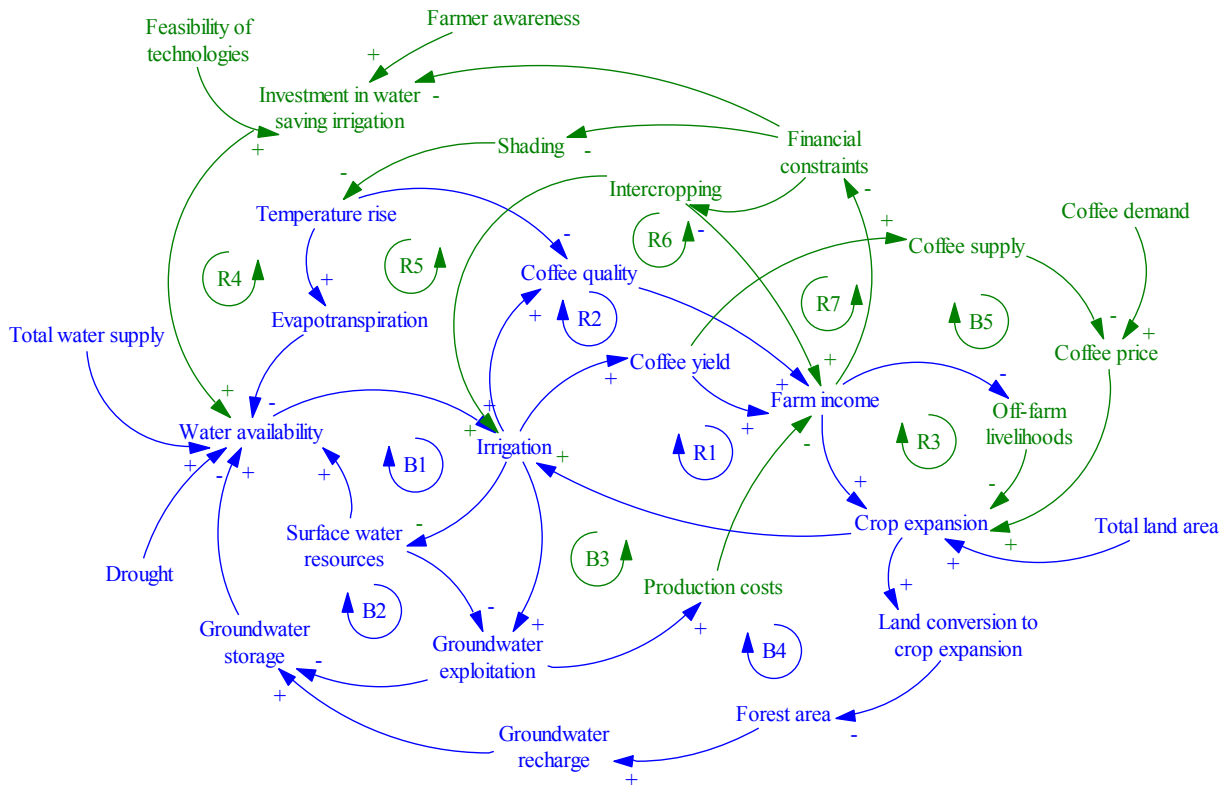 Feasibility of
technologies
Farmer awareness
+
Investment in water
saving irrigation
-
+
Shading
-
Financial
constraints
-
Intercropping
-
-
Temperature rise
Coffee demand
+
Coffee supply
R6
-
R4
R5
+
Coffee quality
R7
Evapotranspiration
+
R2
B5
-
+
Total water supply
Coffee yield
+
Coffee price
+
-
+
+
Farm income
+
-
Off-farm
livelihoods
+
-
Water availability
+
+
Irrigation
+
-
+
-
+
+
B1
R1
R3
+
-
Crop expansion
+
+
Total land area
Surface water
resources
-
Drought
B3
Production costs
+
B2
-
+
+
Land conversion to
crop expansion
Groundwater
storage
-
+
Groundwater
exploitation
B4
Forest area
-
Groundwater
recharge
+